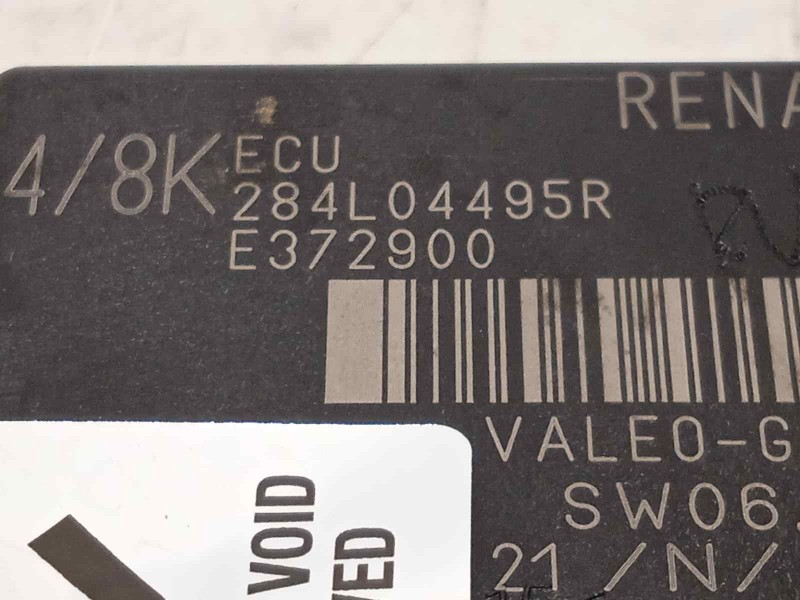 RENA
4/8K ECU
284L04495R
E372900
VALEO-G
SW06.
21/N/
VOID
VED